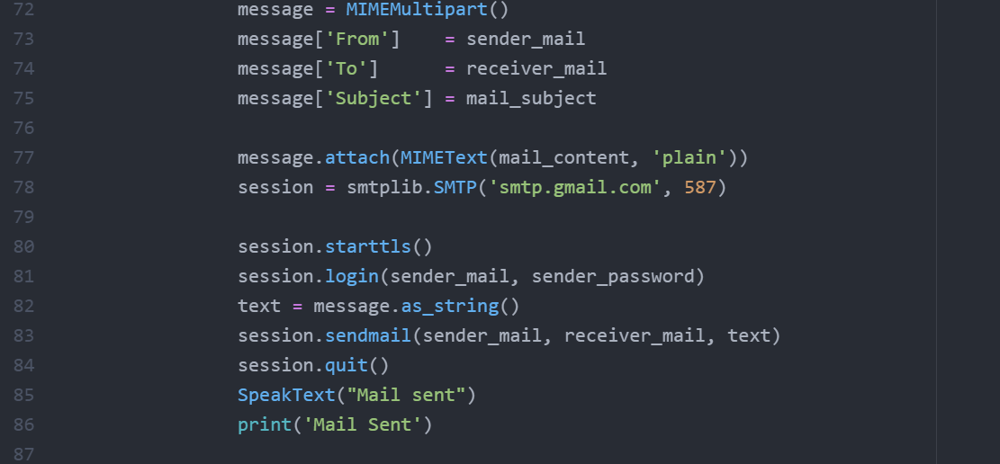 72 message = MIMEMultipart()
73 message['From']    = sender_mail
74 message['To']      = receiver_mail
75 message['Subject'] = mail_subject
76
77 message.attach(MIMEText(mail_content, 'plain'))
78 session = smtplib.SMTP('smtp.gmail.com', 587)
79
80 session.starttls()
81 session.login(sender_mail, sender_password)
82 text = message.as_string()
83 session.sendmail(sender_mail, receiver_mail, text)
84 session.quit()
85 SpeakText("Mail sent")
86 print('Mail Sent')
87